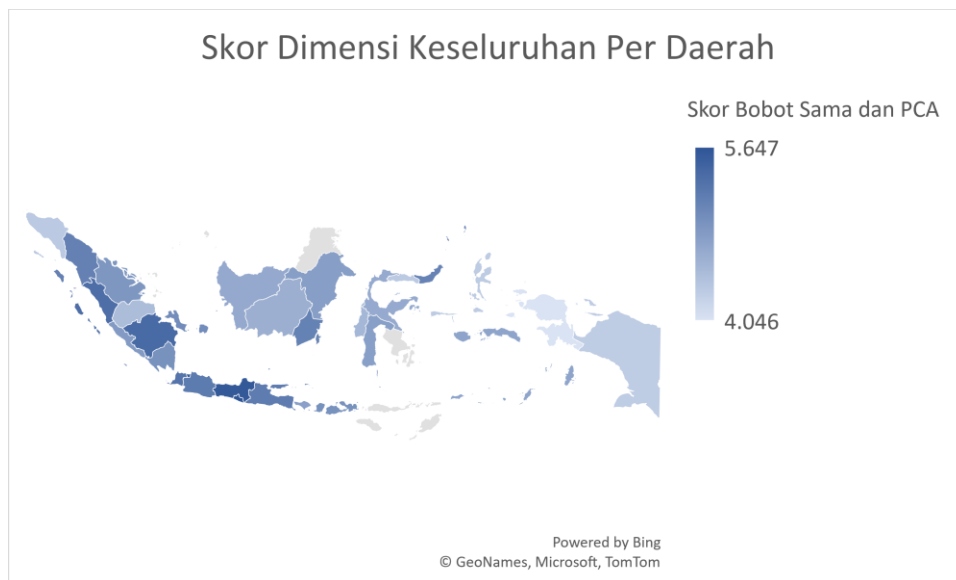 Skor Dimensi Keseluruhan Per Daerah
Skor Bobot Sama dan PCA
5.647
4.046
Powered by Bing
© GeoNames, Microsoft, TomTom